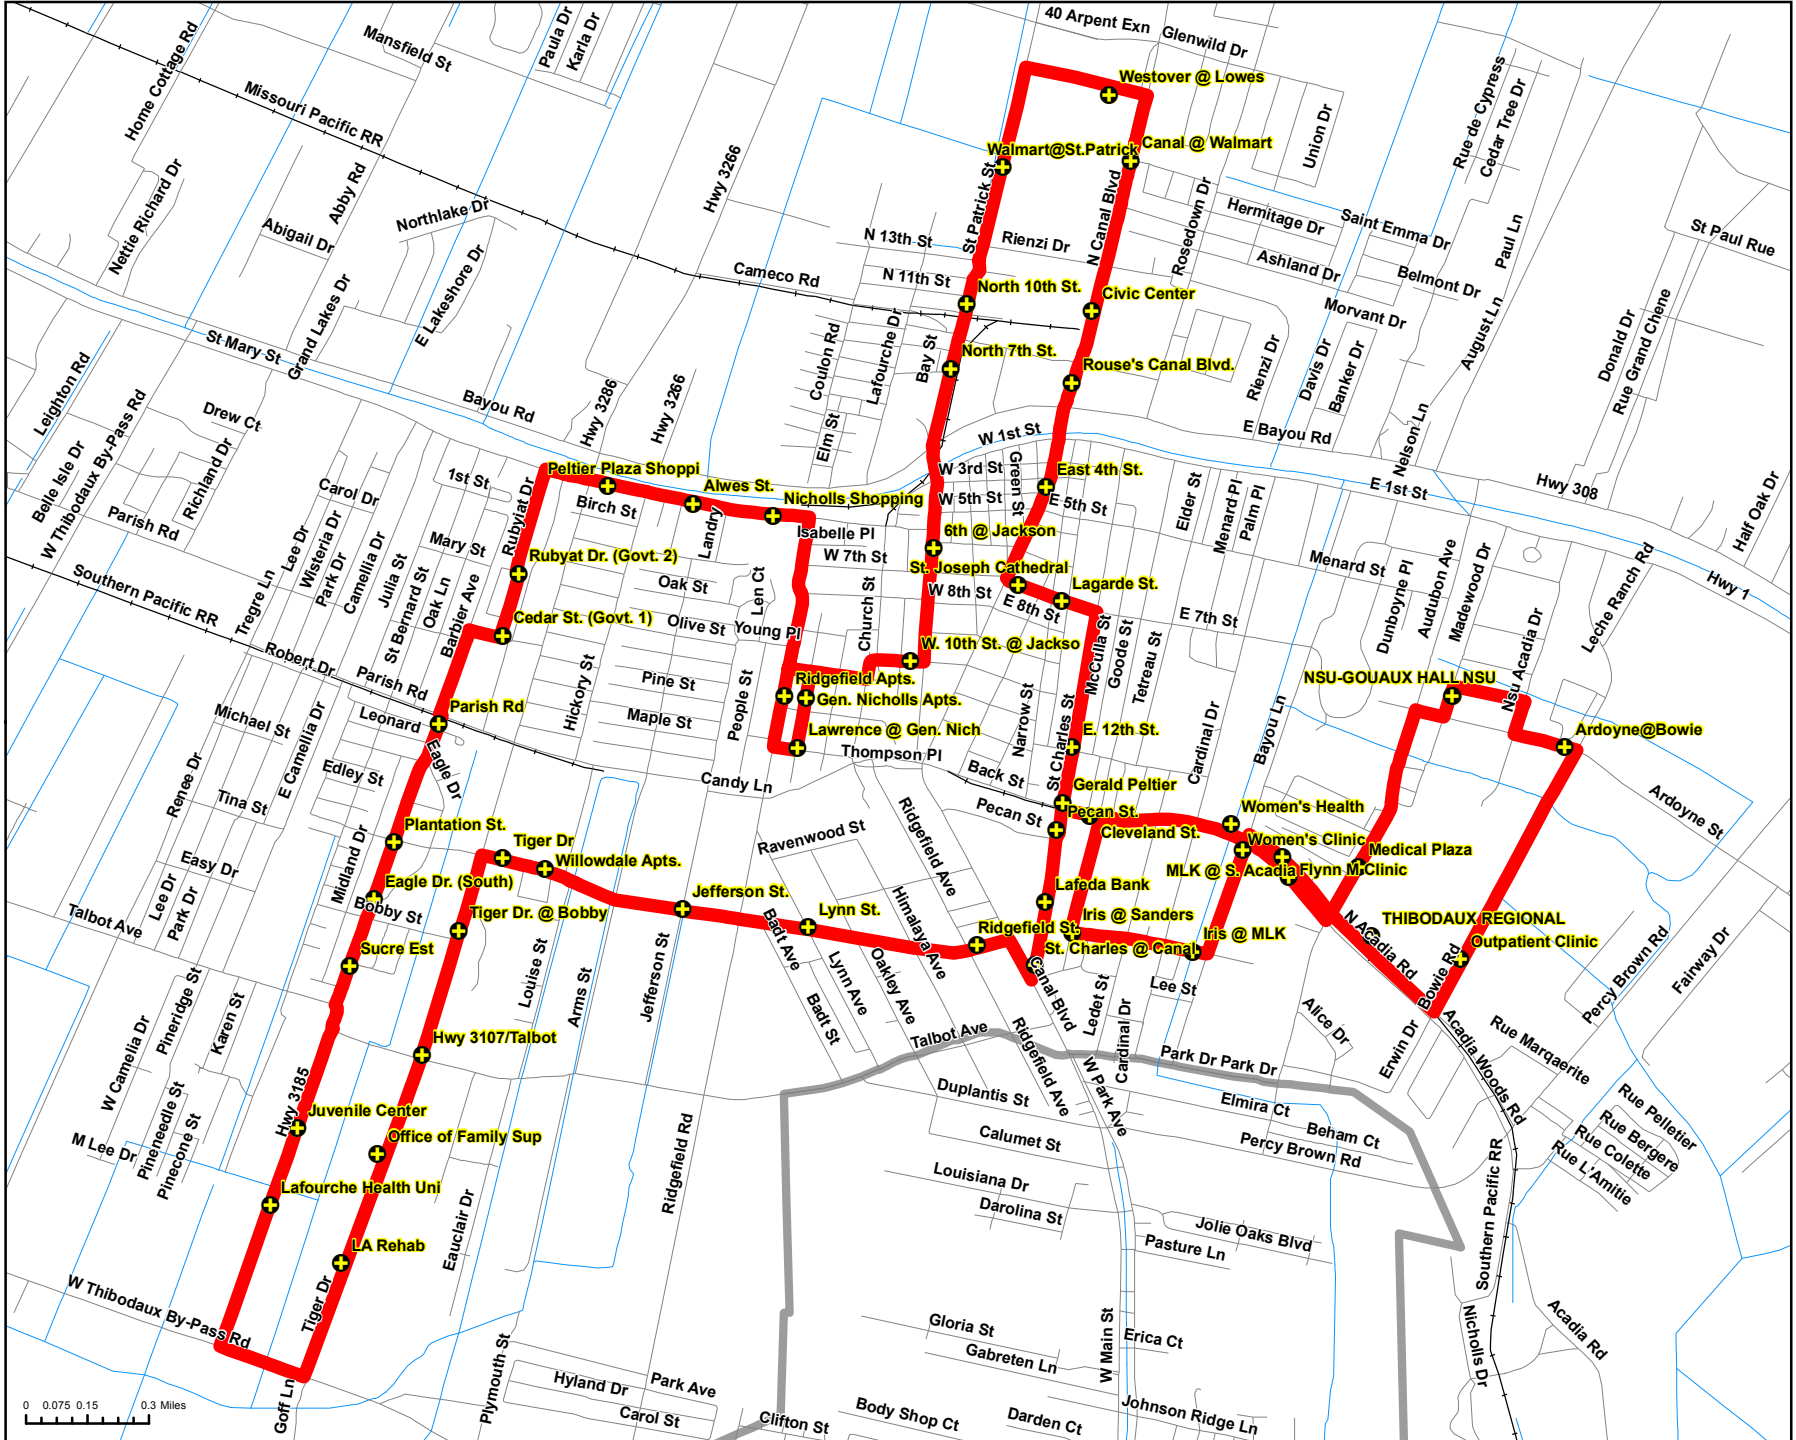 40 Arpent Exn
Glenwild Dr
Paula Dr
Karla Dr
Mansfield St
Home Cottage Rd
Missouri Pacific RR
Westover @ Lowes
Rue de Cypress
Cedar Tree Dr
Union Dr
Walmart@St.Patrick
Canal @ Walmart
Hwy 3266
Nettie Richard Dr
Abby Rd
Abigail Dr
Northlake Dr
E Lakeshore Dr
St Patrick St
N 13th St
Rienzi Dr
N Canal Blvd
Rosedown Dr
Hermitage Dr
Saint Emma Dr
Paul Ln
St Paul Rue
Ashland Dr
Belmont Dr
Cameco Rd
N 11th St
North 10th St.
Civic Center
Morvant Dr
Grand Lakes Dr
St Mary St
Coulon Rd
Lafourche Dr
Bay St
North 7th St.
Rouse's Canal Blvd.
Rienzi Dr
Davis Dr
Banker Dr
August Ln
Donald Dr
Rue Grand Chene
Leighton Rd
W Thibodaux By-Pass Rd
Drew Ct
Bayou Rd
Hwy 3286
Hwy 3266
Elm St
W 1st St
E Bayou Rd
Nelson Ln
Belle Isle Dr
Richland Dr
Carol Dr
1st St
Peltier Plaza Shoppi
Alwes St.
Nicholls Shopping
W 3rd St
Green St
East 4th St.
Elder St
Menard Pl
Palm Pl
E 1st St
Hwy 308
Half Oak Dr
Parish Rd
Birch St
Landry
Isabelle Pl
W 5th St
E 5th St
Rubyiat Dr
Lee Dr
Wisteria Dr
Park Dr
Camellia Dr
Mary St
Rubyat Dr. (Govt. 2)
W 7th St
6th @ Jackson
St. Joseph Cathedral
Lagarde St.
Menard St
Dunboyne Pl
Audubon Ave
Madewood Dr
Leche Ranch Rd
Hwy 1
Southern Pacific RR
Tregre Ln
Julia St
St Bernard St
Oak Ln
Barbier Ave
Cedar St. (Govt. 1)
Oak St
Olive St
Len Ct
Young Pl
Church St
W 8th St
E 8th St
E 7th St
Robert Dr
Parish Rd
W. 10th St. @ Jackso
McCulla St
Goode St
Tetreau St
Nsu Acadia Dr
NSU-GOUAUX HALL,NSU
Michael St
Leonard
Parish Rd
Hickory St
Pine St
Maple St
People St
Ridgefield Apts.
Gen. Nicholls Apts.
Lawrence @ Gen. Nich
Narrow St
St Charles St
E. 12th St.
Cardinal Dr
Bayou Ln
Ardoyne@Bowie
Renee Dr
E Camellia Dr
Edley St
Eagle Dr
Candy Ln
Thompson Pl
Back St
Gerald Peltier
Ardoyne St
Tina St
Plantation St.
Pecan St
Pecan St.
Cleveland St.
Women's Health
Women's Clinic
Medical Plaza
Easy Dr
Lee Dr
Park Dr
Midland Dr
Tiger Dr
Willowdale Apts.
Ravenwood St
Ridgefield Ave
MLK @ S. Acadia
Flynn M Clinic
Eagle Dr. (South)
Bobby St
Tiger Dr. @ Bobby
Jefferson St.
Lynn St.
Himalaya Ave
Lafeda Bank
Iris @ Sanders
Iris @ MLK
THIBODAUX REGIONAL
Talbot Ave
Sucre Est
Louise St
Arms St
Jefferson St
Badt Ave
Lynn Ave
Oakley Ave
Ridgefield St.
St. Charles @ Canal
N Acadia Rd
Bowie Rd
Outpatient Clinic
Percy Brown Rd
Fairway Dr
W Camelia Dr
Pineridge St
Karen St
Badt St
Canal Blvd
Ledet St
Lee St
Cardinal Dr
Alice Dr
Erwin Dr
Acadia Woods Rd
Rue Marqaerite
Hwy 3107/Talbot
Talbot Ave
Ridgefield Ave
W Park Ave
Park Dr
Park Dr
Hwy 3185
Juvenile Center
Office of Family Sup
Duplantis St
Calumet St
Elmira Ct
Beham Ct
Percy Brown Rd
Rue Pelletier
Rue Bergere
Rue Colette
Rue L'Amitie
M Lee Dr
Pineneedle St
Pinecone St
Lafourche Health Uni
Ridgefield Rd
Louisiana Dr
Darolina St
Southern Pacific RR
Eauclair Dr
LA Rehab
Jolie Oaks Blvd
Pasture Ln
W Thibodaux By-Pass Rd
Tiger Dr
Gloria St
Gabreten Ln
W Main St
Erica Ct
Nicholls Dr
Acadia Rd
Goff Ln
Plymouth St
Hyland Dr
Park Ave
Carol St
Clifton St
Body Shop Ct
Darden Ct
Johnson Ridge Ln
0 0.075 0.15 0.3 Miles